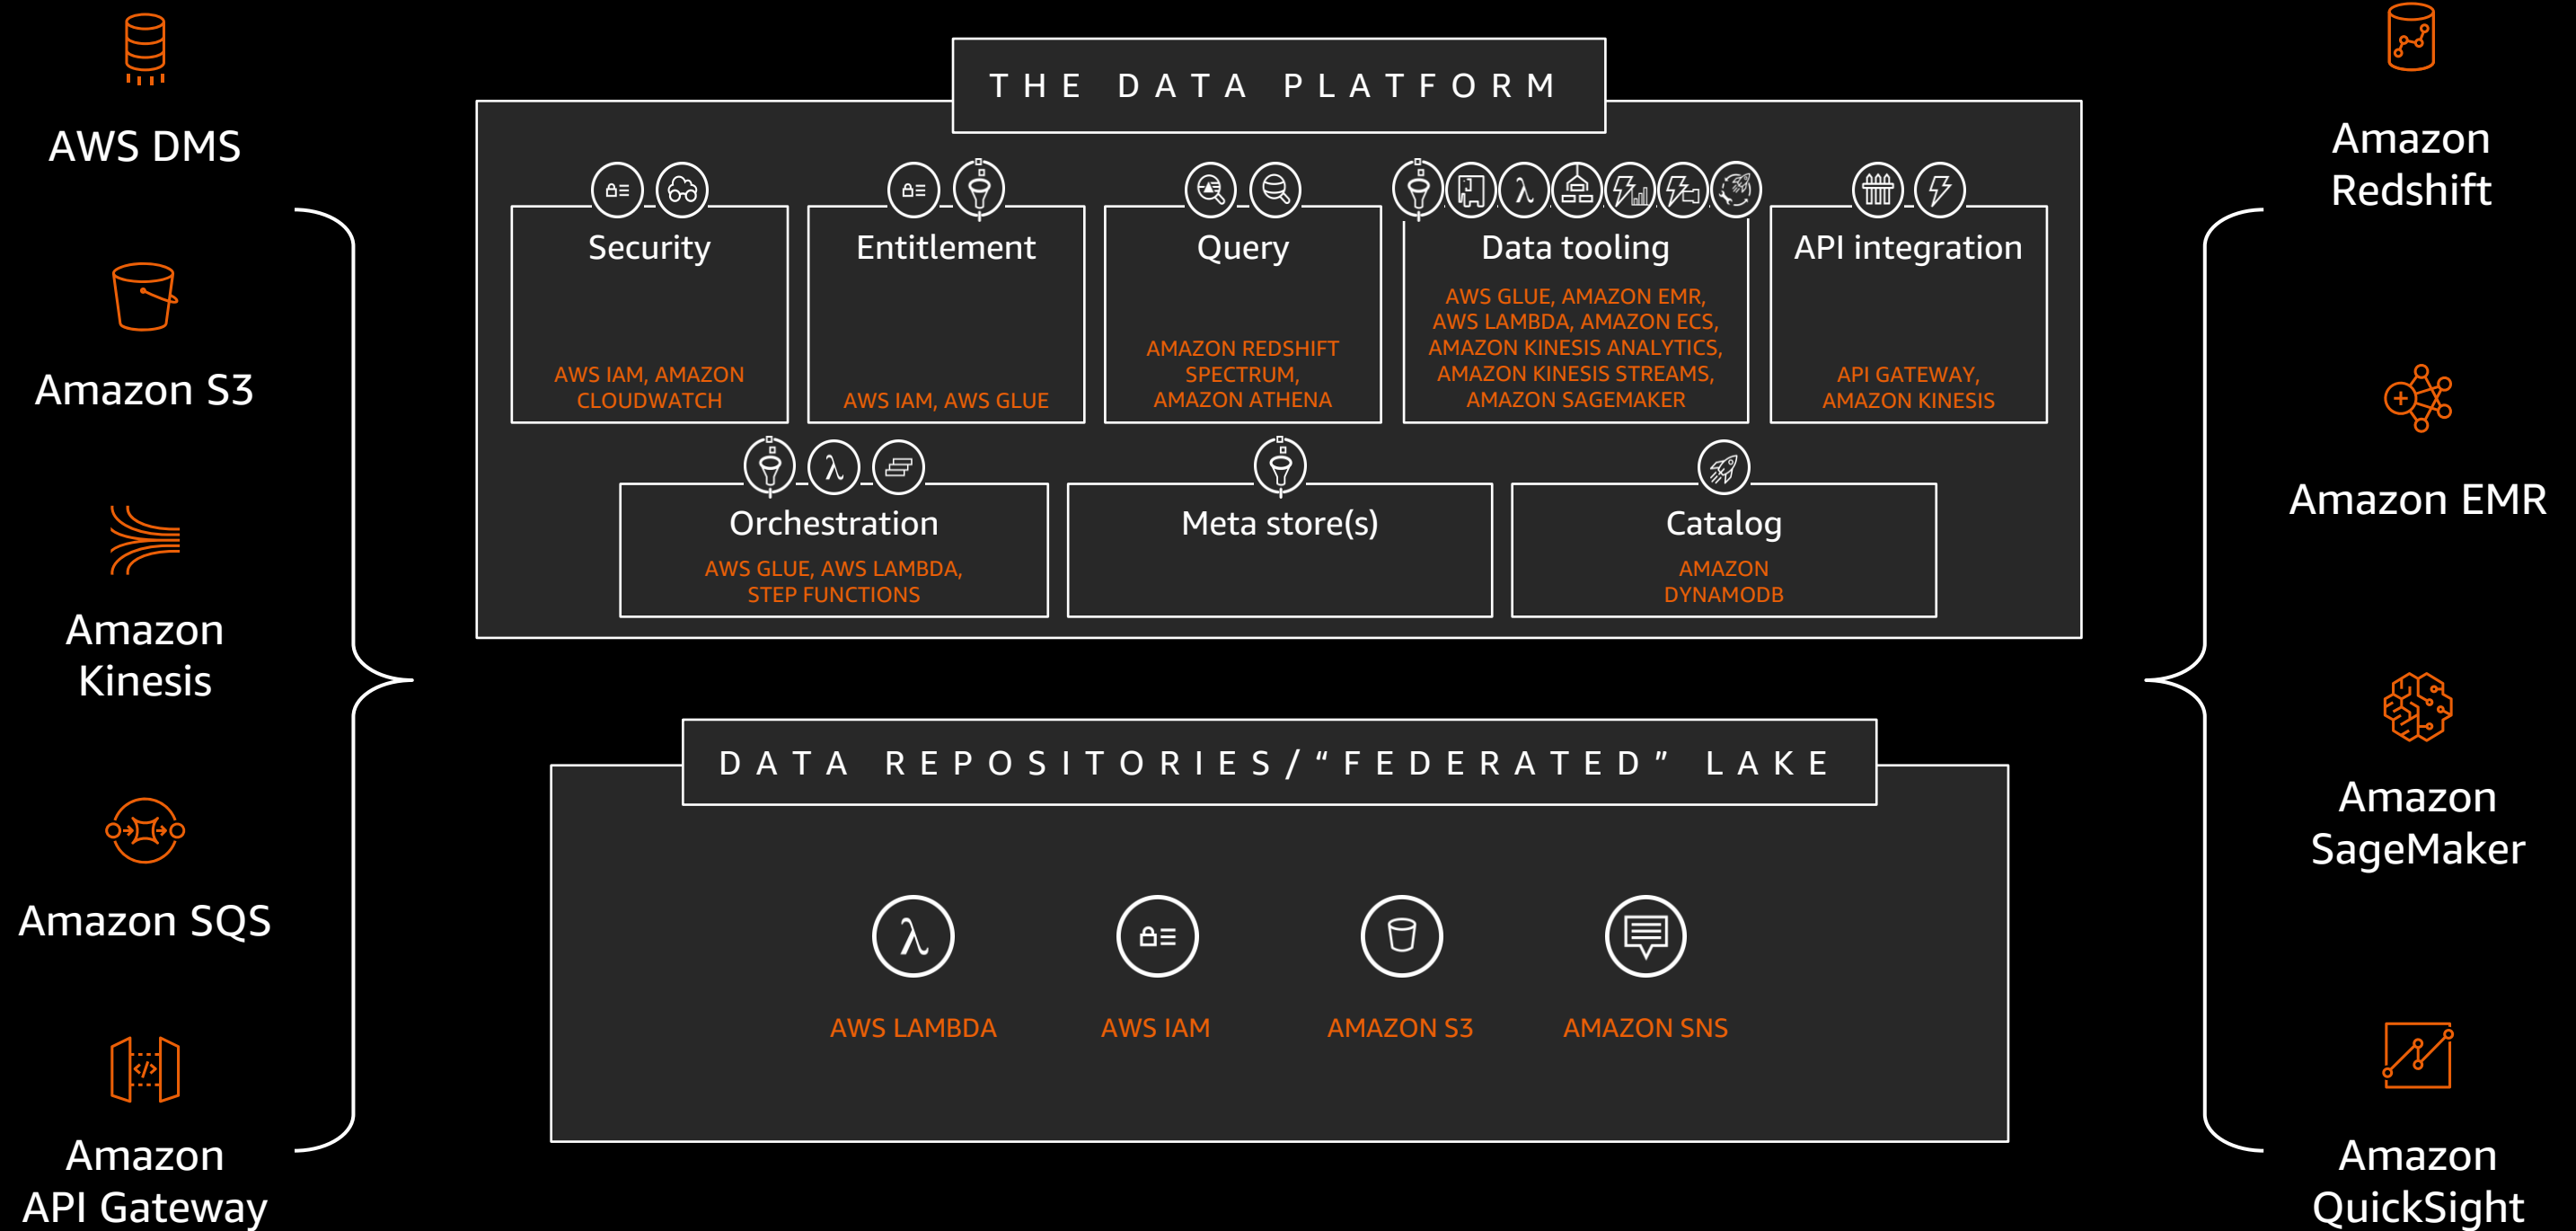 AWS DMS
Amazon S3
Amazon
Kinesis
Amazon SQS
Amazon
API Gateway
THE DATA PLATFORM
Security
AWS IAM, AMAZON
CLOUDWATCH
Entitlement
AWS IAM, AWS GLUE
Query
AMAZON REDSHIFT
SPECTRUM,
AMAZON ATHENA
Data tooling
AWS GLUE, AMAZON EMR,
AWS LAMBDA, AMAZON ECS,
AMAZON KINESIS ANALYTICS,
AMAZON KINESIS STREAMS,
AMAZON SAGEMAKER
API integration
API GATEWAY,
AMAZON KINESIS
Orchestration
AWS GLUE, AWS LAMBDA,
STEP FUNCTIONS
Meta store(s)
Catalog
AMAZON
DYNAMODB
DATA REPOSITORIES/“FEDERATED” LAKE
AWS LAMBDA
AWS IAM
AMAZON S3
AMAZON SNS
Amazon
Redshift
Amazon EMR
Amazon
SageMaker
Amazon
QuickSight